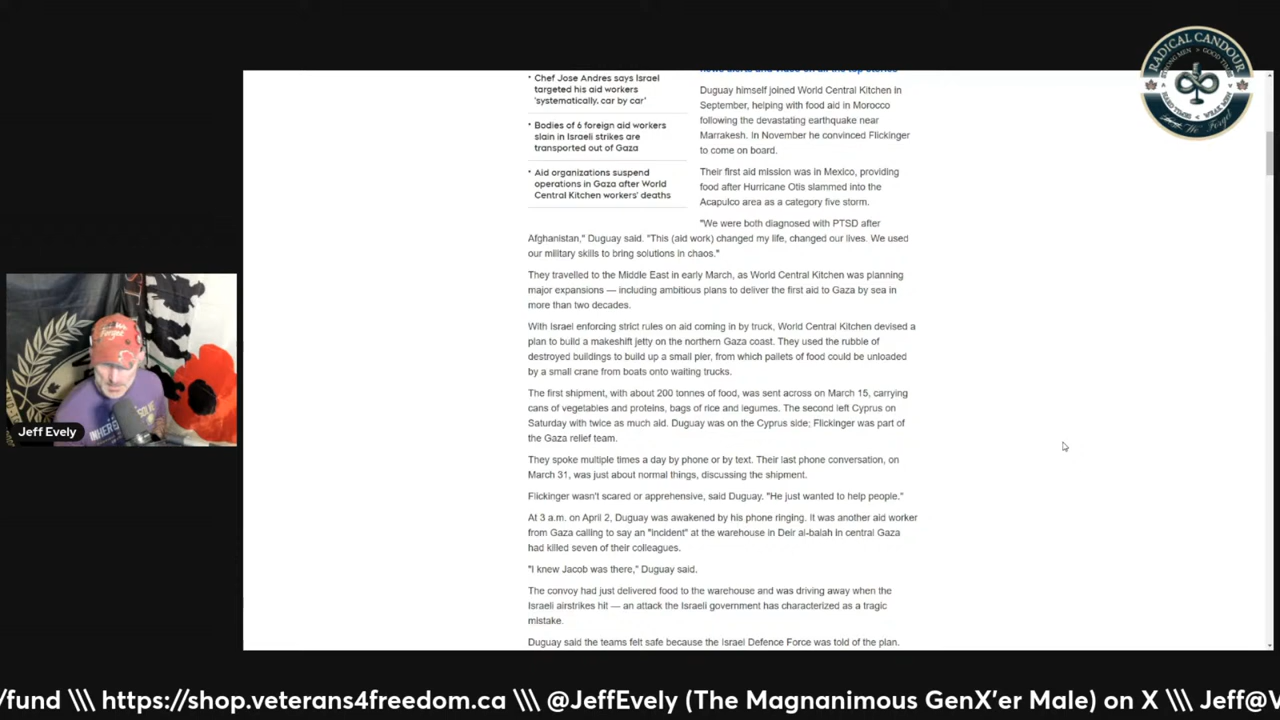 RADICAL CANDOUR
STRONG MEN
GOOD TIMES
HARD TIMES
WEAK MEN
We Forget
news alerts and video on all the top stories
Chef Jose Andres says Israel
targeted his aid workers
'systematically, car by car'
Bodies of 6 foreign aid workers
slain in Israeli strikes are
transported out of Gaza
Aid organizations suspend
operations in Gaza after World
Central Kitchen workers' deaths
Duguay himself joined World Central Kitchen in
September, helping with food aid in Morocco
following the devastating earthquake near
Marrakesh. In November he convinced Flickinger
to come on board.
Their first aid mission was in Mexico, providing
food after Hurricane Otis slammed into the
Acapulco area as a category five storm.
"We were both diagnosed with PTSD after
Afghanistan," Duguay said. "This (aid work) changed my life, changed our lives. We used
our military skills to bring solutions in chaos."
They travelled to the Middle East in early March, as World Central Kitchen was planning
major expansions — including ambitious plans to deliver the first aid to Gaza by sea in
more than two decades.
With Israel enforcing strict rules on aid coming in by truck, World Central Kitchen devised a
plan to build a makeshift jetty on the northern Gaza coast. They used the rubble of
destroyed buildings to build up a small pier, from which pallets of food could be unloaded
by a small crane from boats onto waiting trucks.
The first shipment, with about 200 tonnes of food, was sent across on March 15, carrying
cans of vegetables and proteins, bags of rice and legumes. The second left Cyprus on
Saturday with twice as much aid. Duguay was on the Cyprus side; Flickinger was part of
the Gaza relief team.
They spoke multiple times a day by phone or by text. Their last phone conversation, on
March 31, was just about normal things, discussing the shipment.
Flickinger wasn't scared or apprehensive, said Duguay. "He just wanted to help people."
At 3 a.m. on April 2, Duguay was awakened by his phone ringing. It was another aid worker
from Gaza calling to say an "incident" at the warehouse in Deir al-balah in central Gaza
had killed seven of their colleagues.
"I knew Jacob was there," Duguay said.
The convoy had just delivered food to the warehouse and was driving away when the
Israeli airstrikes hit — an attack the Israeli government has characterized as a tragic
mistake.
Duguay said the teams felt safe because the Israel Defence Force was told of the plan.
Jeff Evely
/fund \\\ https://shop.veterans4freedom.ca \\\ @JeffEvely (The Magnanimous GenX'er Male) on X \\\ Jeff@V